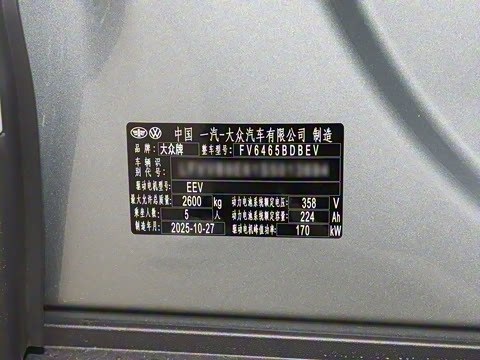 中国 一汽-大众汽车有限公司 制造
品牌 大众牌 整车型号 FV6465BDBEV
车辆识别代号
驱动电机型号 EEV
最大允许总质量 2600 kg 动力电池系统额定电压 358 V
乘坐人数 5 人 动力电池系统额定容量 224 Ah
制造年月 2025-10-27 驱动电机峰值功率 170 kW